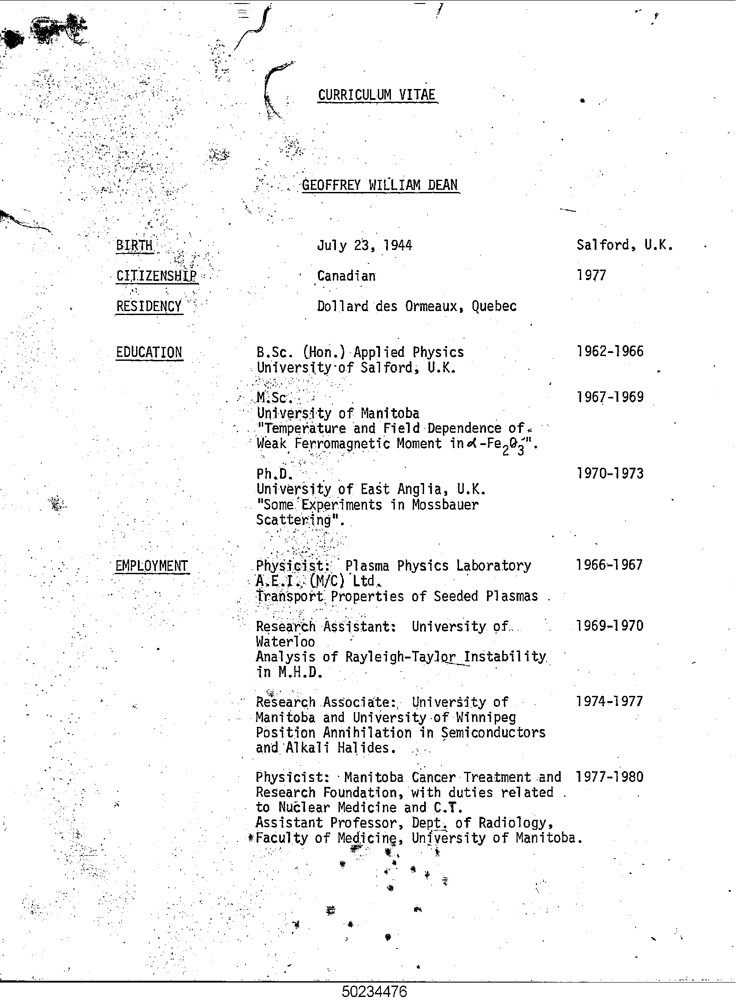 CURRICULUM VITAE
GEOFFREY WILLIAM DEAN
BIRTH July 23, 1944 Salford, U.K.
CITIZENSHIP Canadian 1977
RESIDENCY Dollard des Ormeaux, Quebec
EDUCATION B.Sc. (Hon.) Applied Physics 1962-1966
University of Salford, U.K.
M.Sc. 1967-1969
University of Manitoba
"Temperature and Field Dependence of
Weak Ferromagnetic Moment in α-Fe₂O₃".
Ph.D. 1970-1973
University of East Anglia, U.K.
"Some Experiments in Mossbauer
Scattering".
EMPLOYMENT Physicist: Plasma Physics Laboratory 1966-1967
A.E.I. (M/C) Ltd.
Transport Properties of Seeded Plasmas
Research Assistant: University of 1969-1970
Waterloo
Analysis of Rayleigh-Taylor Instability
in M.H.D.
Research Associate: University of 1974-1977
Manitoba and University of Winnipeg
Position Annihilation in Semiconductors
and Alkali Halides.
Physicist: Manitoba Cancer Treatment and 1977-1980
Research Foundation, with duties related
to Nuclear Medicine and C.T.
Assistant Professor, Dept. of Radiology,
Faculty of Medicine, University of Manitoba.
50234476